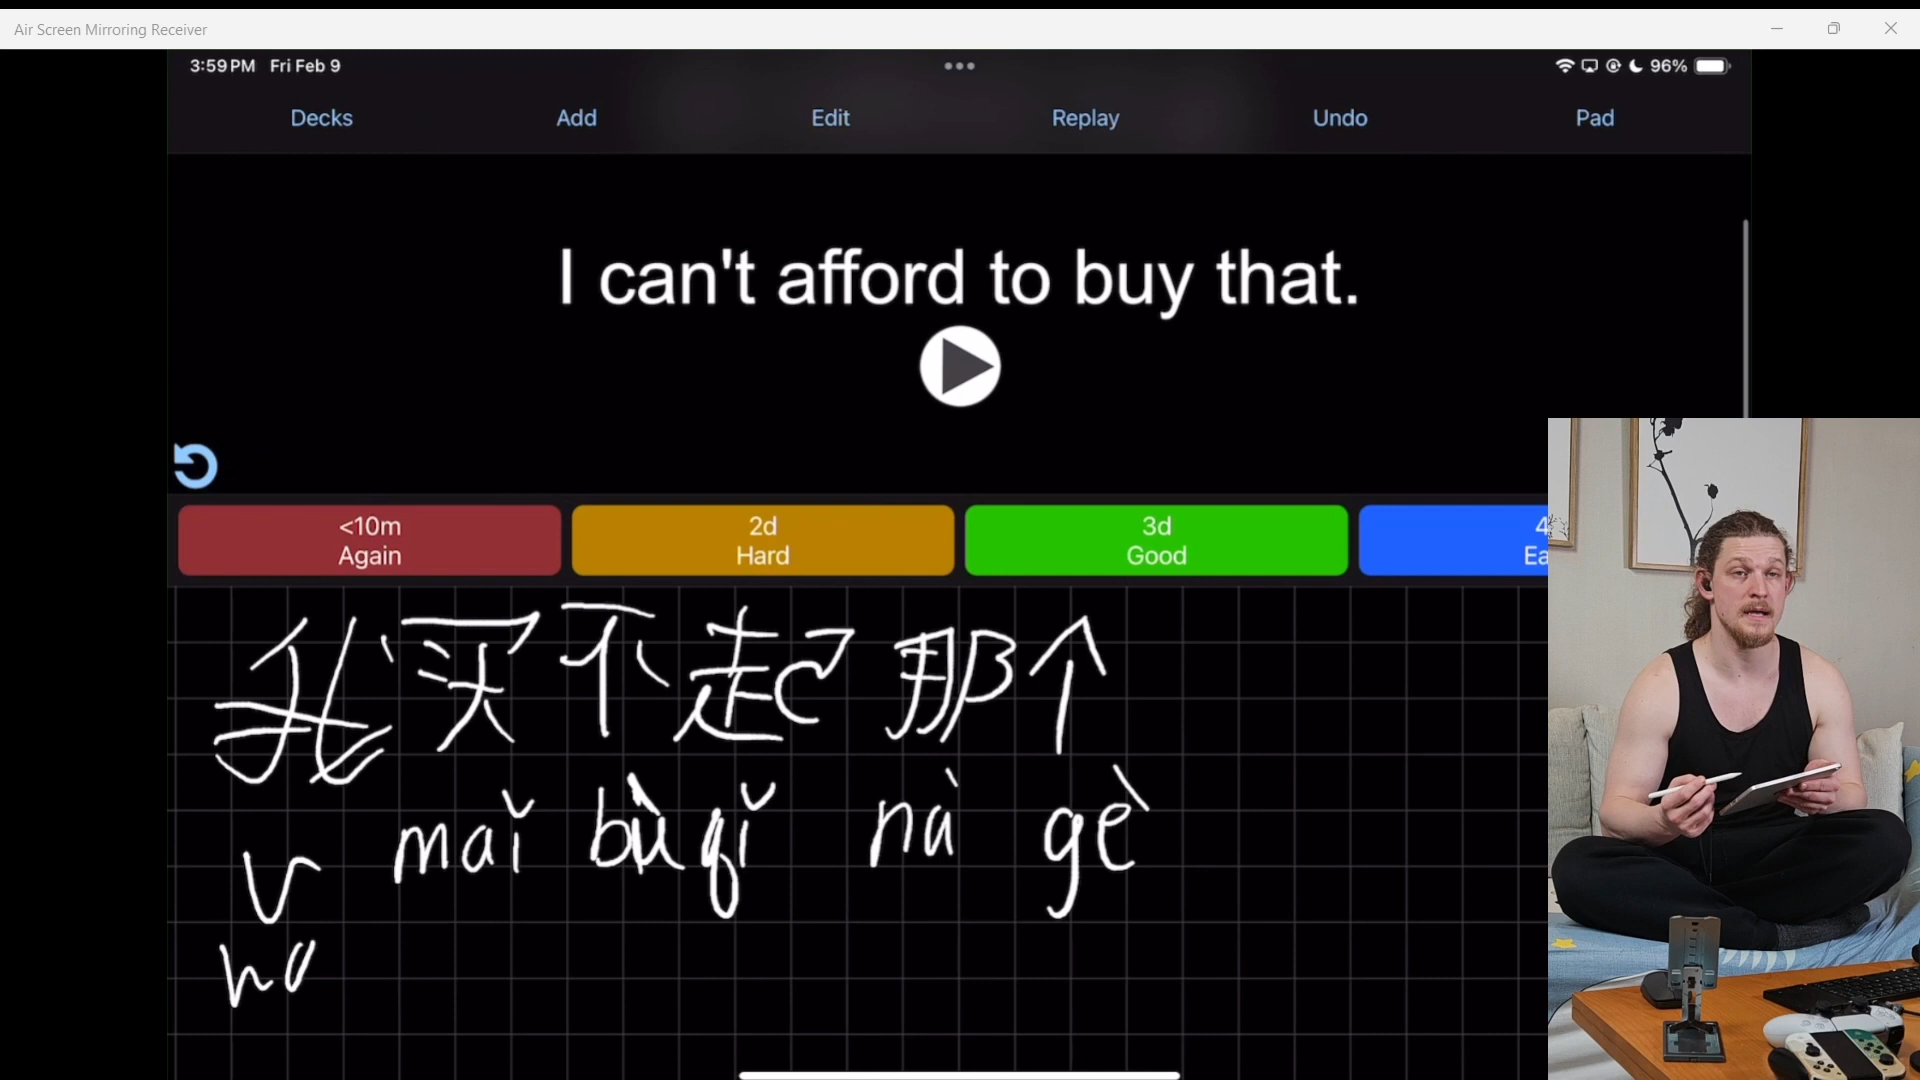 Air Screen Mirroring Receiver
3:59 PM Fri Feb 9
96%
Decks Add Edit Replay Undo Pad
I can't afford to buy that.
<10m 2d 3d 4
Again Hard Good Ea
我买不起那个
mǎi bùqǐ nà gè